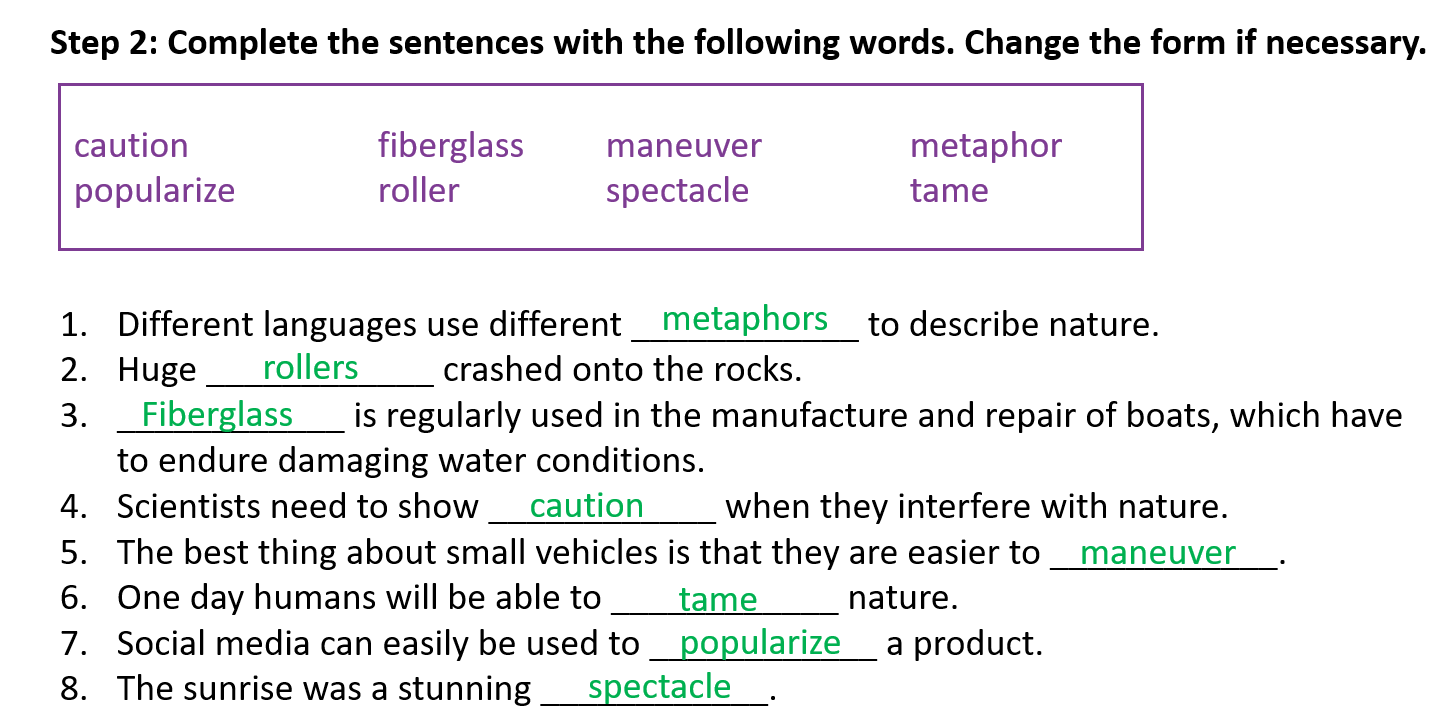 Step 2: Complete the sentences with the following words. Change the form if necessary.
caution fiberglass maneuver metaphor
popularize roller spectacle tame
1. Different languages use different metaphors to describe nature.
2. Huge rollers crashed onto the rocks.
3. Fiberglass is regularly used in the manufacture and repair of boats, which have
to endure damaging water conditions.
4. Scientists need to show caution when they interfere with nature.
5. The best thing about small vehicles is that they are easier to maneuver.
6. One day humans will be able to tame nature.
7. Social media can easily be used to popularize a product.
8. The sunrise was a stunning spectacle.